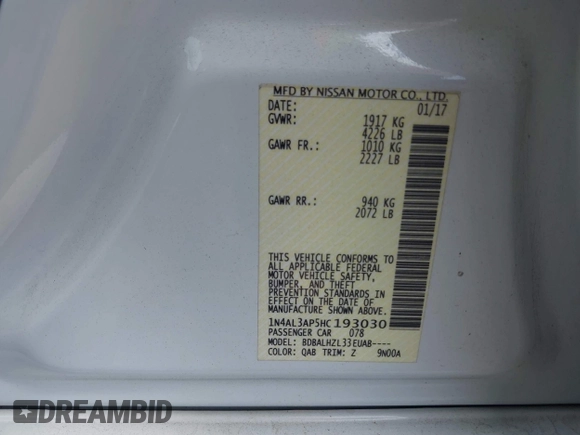 MFD BY NISSAN MOTOR CO., LTD.
DATE: 01/17
GVWR: 1917 KG
4226 LB
GAWR FR.: 1010 KG
2227 LB
GAWR RR.: 940 KG
2072 LB
THIS VEHICLE CONFORMS TO
ALL APPLICABLE FEDERAL
MOTOR VEHICLE SAFETY,
BUMPER, AND THEFT
PREVENTION STANDARDS IN
EFFECT ON THE DATE OF
MANUFACTURE SHOWN ABOVE.
1N4AL3AP5HC193030
PASSENGER CAR 078
MODEL: BDBALHZL33EUAB----
COLOR: QAB TRIM: Z 9N00A
DREAMBID